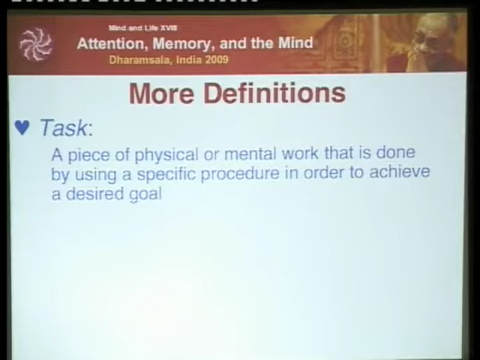 Mind and Life XVIII
Attention, Memory, and the Mind
Dharamsala, India 2009
More Definitions
Task:
A piece of physical or mental work that is done
by using a specific procedure in order to achieve
a desired goal